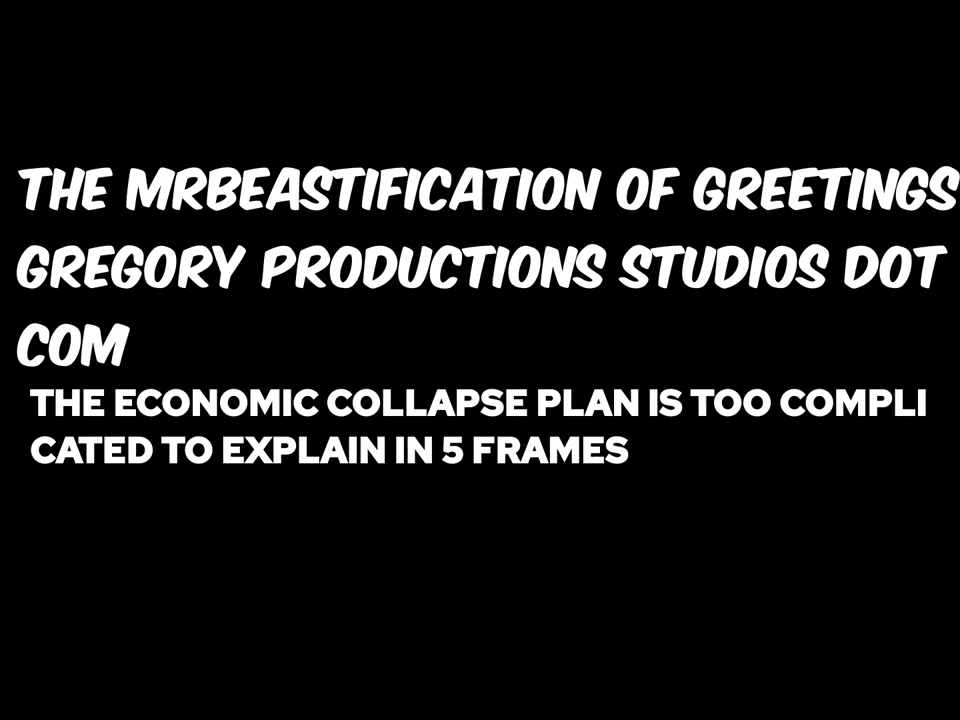 THE MRBEASTIFICATION OF GREETINGS
GREGORY PRODUCTIONS STUDIOS DOT
COM
THE ECONOMIC COLLAPSE PLAN IS TOO COMPLI
CATED TO EXPLAIN IN 5 FRAMES